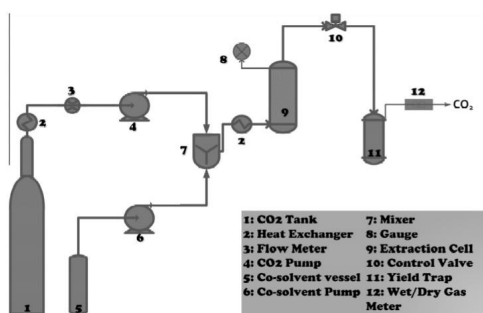 10
8
3
12
CO₂
2
4
9
7
2
11
6
1
5
1: CO2 Tank
2: Heat Exchanger
3: Flow Meter
4: CO2 Pump
5: Co-solvent vessel
6: Co-solvent Pump
7: Mixer
8: Gauge
9: Extraction Cell
10: Control Valve
11: Yield Trap
12: Wet/Dry Gas
Meter